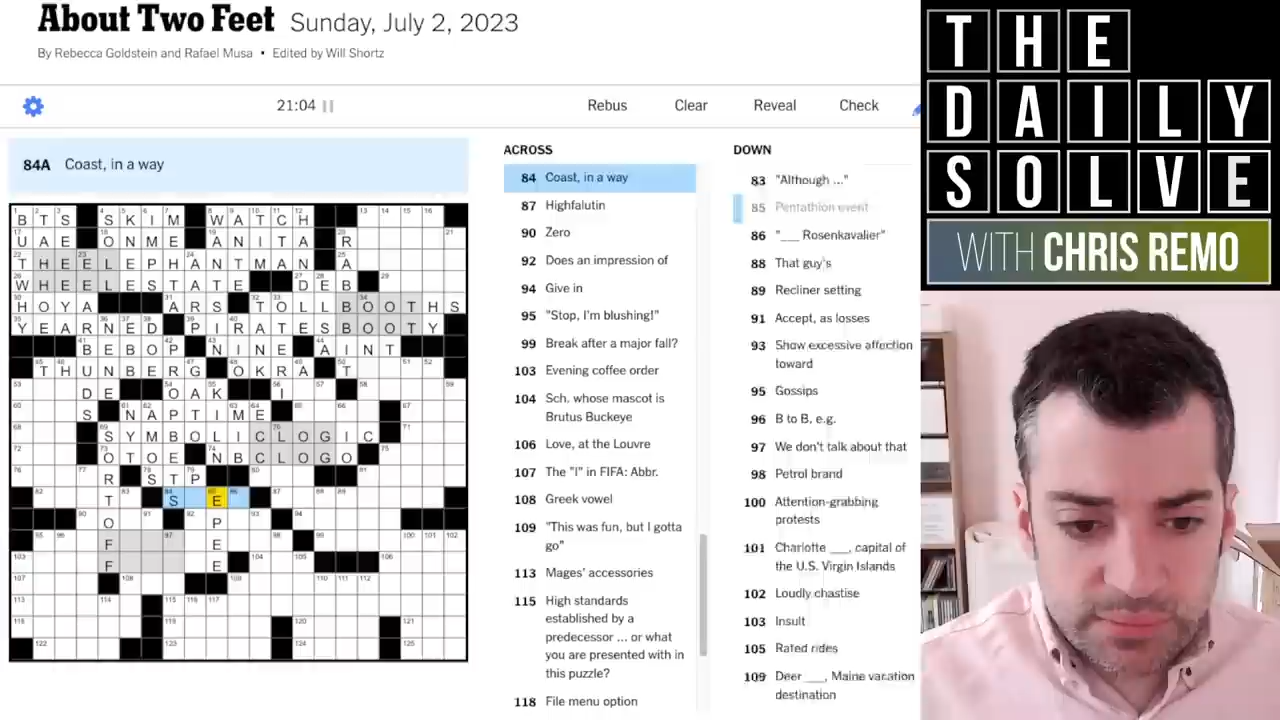 About Two Feet Sunday, July 2, 2023
By Rebecca Goldstein and Rafael Musa • Edited by Will Shortz
21:04
Rebus
Clear
Reveal
Check
84A Coast, in a way
B T S S K I M W A T C H
U A E O N M E A N I T A R
T H E E L E P H A N T M A N A
W H E E L E S T A T E D E B
H O Y A A R S T O L L B O O T H S
Y E A R N E D P I R A T E S B O O T Y
B E B O P N I N E A I N T
T H U N B E R G O K R A T
D E O A K I
S N A P T I M E
S Y M B O L I C C L O G I C
O T O E N B C L O G O
R S T P
T S E
O P
F E
F E
ACROSS
84 Coast, in a way
87 Highfalutin
90 Zero
92 Does an impression of
94 Give in
95 "Stop, I'm blushing!"
99 Break after a major fall?
103 Evening coffee order
104 Sch. whose mascot is
Brutus Buckeye
106 Love, at the Louvre
107 The "I" in FIFA: Abbr.
108 Greek vowel
109 "This was fun, but I gotta
go"
113 Mages' accessories
115 High standards
established by a
predecessor ... or what
you are presented with in
this puzzle?
118 File menu option
DOWN
83 "Although ..."
85 Pentathlon event
86 "___ Rosenkavalier"
88 That guy's
89 Recliner setting
91 Accept, as losses
93 Show excessive affection
toward
95 Gossips
96 B to B, e.g.
97 We don't talk about that
98 Petrol brand
100 Attention-grabbing
protests
101 Charlotte ___, capital of
the U.S. Virgin Islands
102 Loudly chastise
103 Insult
105 Rated rides
109 Deer ___, Maine vacation
destination
THE
DAILY
SOLVE
WITH CHRIS REMO